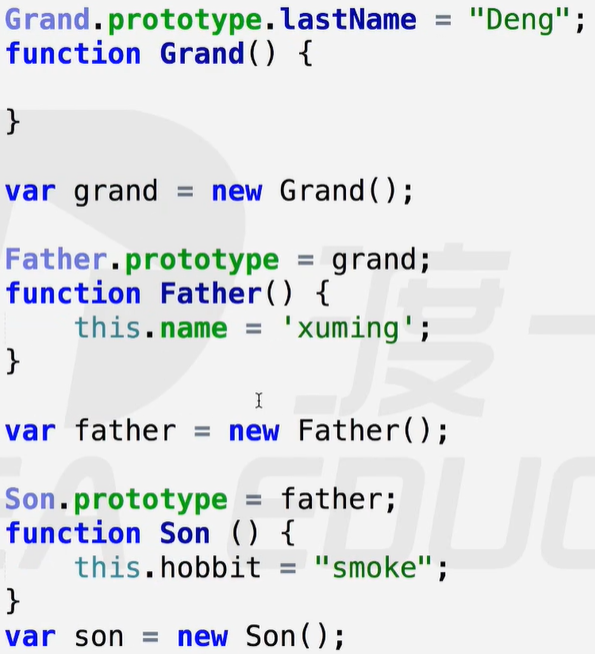 Grand.prototype.lastName = "Deng";
function Grand() {
}
var grand = new Grand();
Father.prototype = grand;
function Father() {
    this.name = 'xuming';
}
var father = new Father();
Son.prototype = father;
function Son () {
    this.hobbit = "smoke";
}
var son = new Son();